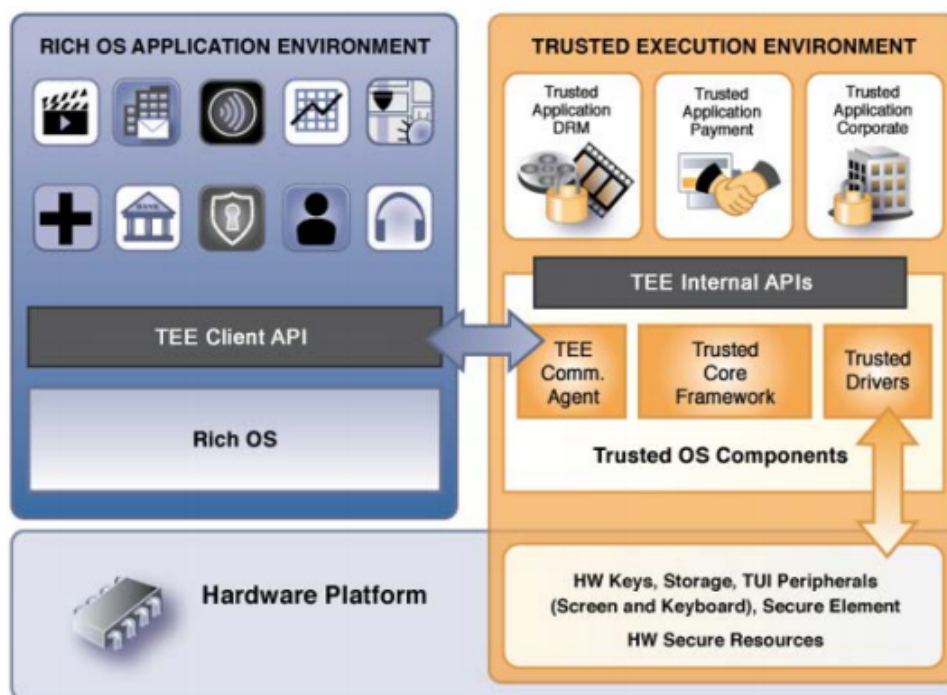 RICH OS APPLICATION ENVIRONMENT
BANK
TEE Client API
Rich OS
TRUSTED EXECUTION ENVIRONMENT
Trusted
Application
DRM
Trusted
Application
Payment
Trusted
Application
Corporate
TEE Internal APIs
TEE
Comm.
Agent
Trusted
Core
Framework
Trusted
Drivers
Trusted OS Components
Hardware Platform
HW Keys, Storage, TUI Peripherals
(Screen and Keyboard), Secure Element
HW Secure Resources